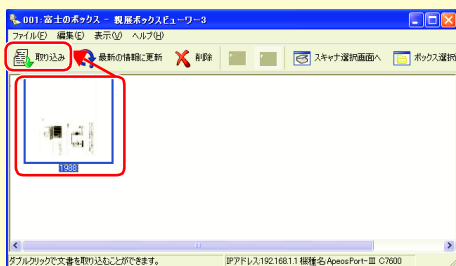 001:富士のボックス - 親展ボックスビューワー3
ファイル(F) 編集(E) 表示(V) ヘルプ(H)
取り込み 最新の情報に更新 削除 スキャナ選択画面へ ボックス選択
1988
ダブルクリックで文書を取り込むことができます。 IPアドレス:192.168.1.1 機種名:ApeosPort-Ⅲ C7600